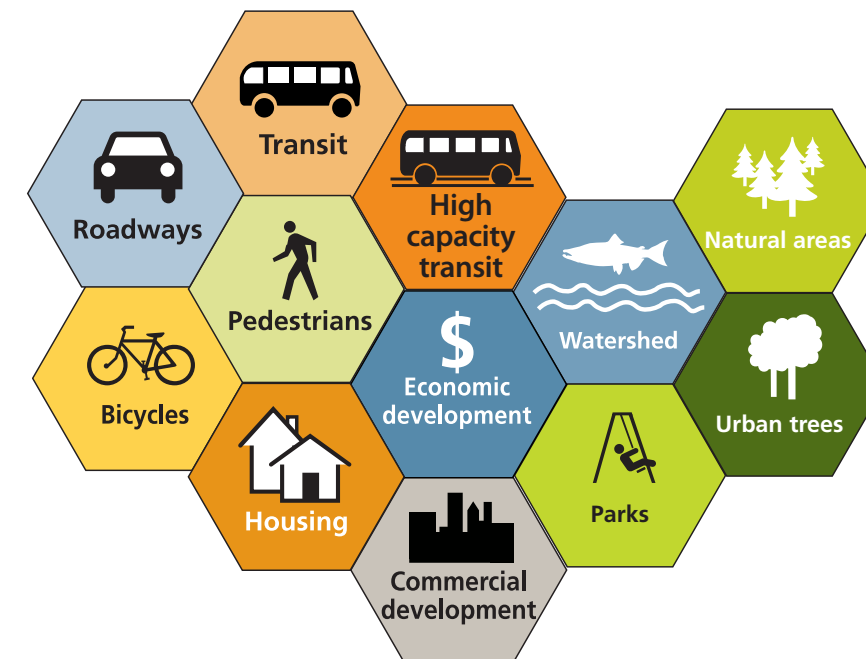 Transit
Roadways
High
capacity
transit
Natural areas
Pedestrians
Watershed
Bicycles
$
Economic
development
Urban trees
Housing
Parks
Commercial
development